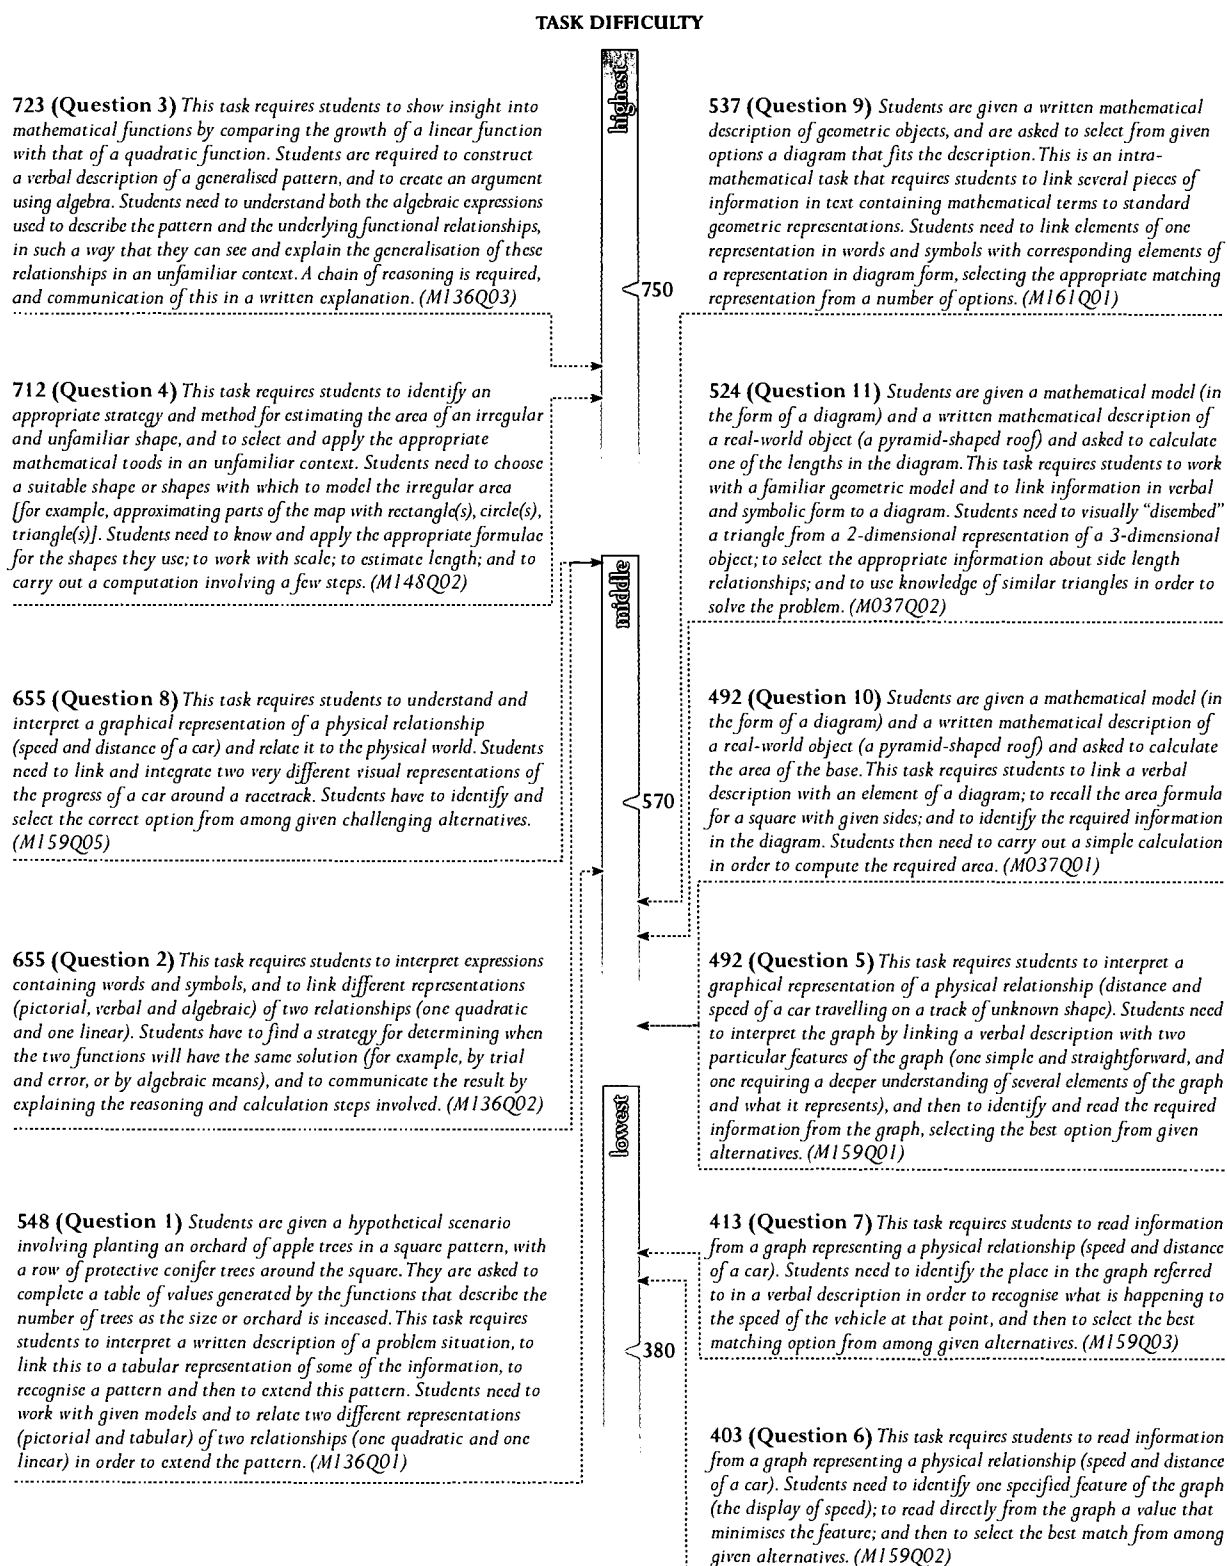 TASK DIFFICULTY
highest
750
723 (Question 3) This task requires students to show insight into
mathematical functions by comparing the growth of a linear function
with that of a quadratic function. Students are required to construct
a verbal description of a generalised pattern, and to create an argument
using algebra. Students need to understand both the algebraic expressions
used to describe the pattern and the underlying functional relationships,
in such a way that they can see and explain the generalisation of these
relationships in an unfamiliar context. A chain of reasoning is required,
and communication of this in a written explanation. (M136Q03)
712 (Question 4) This task requires students to identify an
appropriate strategy and method for estimating the area of an irregular
and unfamiliar shape, and to select and apply the appropriate
mathematical toods in an unfamiliar context. Students need to choose
a suitable shape or shapes with which to model the irregular area
[for example, approximating parts of the map with rectangle(s), circle(s),
triangle(s)]. Students need to know and apply the appropriate formulae
for the shapes they use; to work with scale; to estimate length; and to
carry out a computation involving a few steps. (M148Q02)
middle
570
655 (Question 8) This task requires students to understand and
interpret a graphical representation of a physical relationship
(speed and distance of a car) and relate it to the physical world. Students
need to link and integrate two very different visual representations of
the progress of a car around a racetrack. Students have to identify and
select the correct option from among given challenging alternatives.
(M159Q05)
655 (Question 2) This task requires students to interpret expressions
containing words and symbols, and to link different representations
(pictorial, verbal and algebraic) of two relationships (one quadratic
and one linear). Students have to find a strategy for determining when
the two functions will have the same solution (for example, by trial
and error, or by algebraic means), and to communicate the result by
explaining the reasoning and calculation steps involved. (M136Q02)
lowest
380
548 (Question 1) Students are given a hypothetical scenario
involving planting an orchard of apple trees in a square pattern, with
a row of protective conifer trees around the square. They are asked to
complete a table of values generated by the functions that describe the
number of trees as the size or orchard is inceased. This task requires
students to interpret a written description of a problem situation, to
link this to a tabular representation of some of the information, to
recognise a pattern and then to extend this pattern. Students need to
work with given models and to relate two different representations
(pictorial and tabular) of two relationships (one quadratic and one
linear) in order to extend the pattern. (M136Q01)
537 (Question 9) Students are given a written mathematical
description of geometric objects, and are asked to select from given
options a diagram that fits the description. This is an intra-
mathematical task that requires students to link several pieces of
information in text containing mathematical terms to standard
geometric representations. Students need to link elements of one
representation in words and symbols with corresponding elements of
a representation in diagram form, selecting the appropriate matching
representation from a number of options. (M161Q01)
524 (Question 11) Students are given a mathematical model (in
the form of a diagram) and a written mathematical description of
a real-world object (a pyramid-shaped roof) and asked to calculate
one of the lengths in the diagram. This task requires students to work
with a familiar geometric model and to link information in verbal
and symbolic form to a diagram. Students need to visually "disembed"
a triangle from a 2-dimensional representation of a 3-dimensional
object; to select the appropriate information about side length
relationships; and to use knowledge of similar triangles in order to
solve the problem. (M037Q02)
492 (Question 10) Students are given a mathematical model (in
the form of a diagram) and a written mathematical description of
a real-world object (a pyramid-shaped roof) and asked to calculate
the area of the base. This task requires students to link a verbal
description with an element of a diagram; to recall the area formula
for a square with given sides; and to identify the required information
in the diagram. Students then need to carry out a simple calculation
in order to compute the required area. (M037Q01)
492 (Question 5) This task requires students to interpret a
graphical representation of a physical relationship (distance and
speed of a car travelling on a track of unknown shape). Students need
to interpret the graph by linking a verbal description with two
particular features of the graph (one simple and straightforward, and
one requiring a deeper understanding of several elements of the graph
and what it represents), and then to identify and read the required
information from the graph, selecting the best option from given
alternatives. (M159Q01)
413 (Question 7) This task requires students to read information
from a graph representing a physical relationship (speed and distance
of a car). Students need to identify the place in the graph referred
to in a verbal description in order to recognise what is happening to
the speed of the vehicle at that point, and then to select the best
matching option from among given alternatives. (M159Q03)
403 (Question 6) This task requires students to read information
from a graph representing a physical relationship (speed and distance
of a car). Students need to identify one specified feature of the graph
(the display of speed); to read directly from the graph a value that
minimises the feature; and then to select the best match from among
given alternatives. (M159Q02)